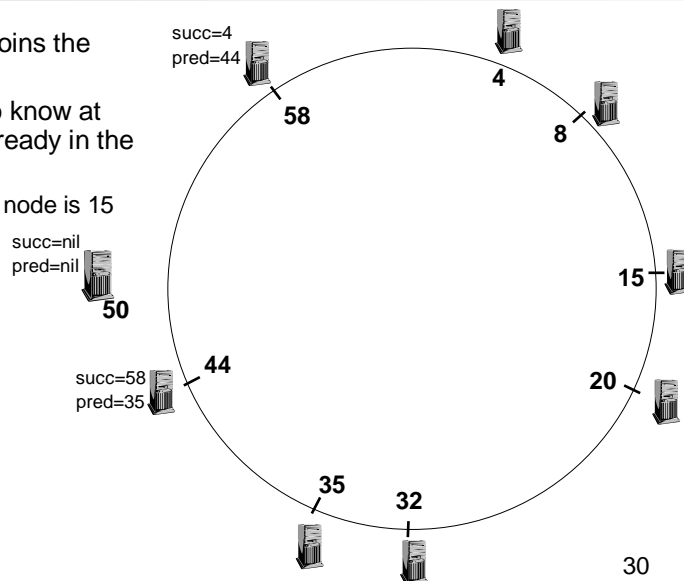 oins the
o know at
ready in the
node is 15
succ=4
pred=44
4
58
8
succ=nil
pred=nil
50
15
44
succ=58
pred=35
20
35
32
30